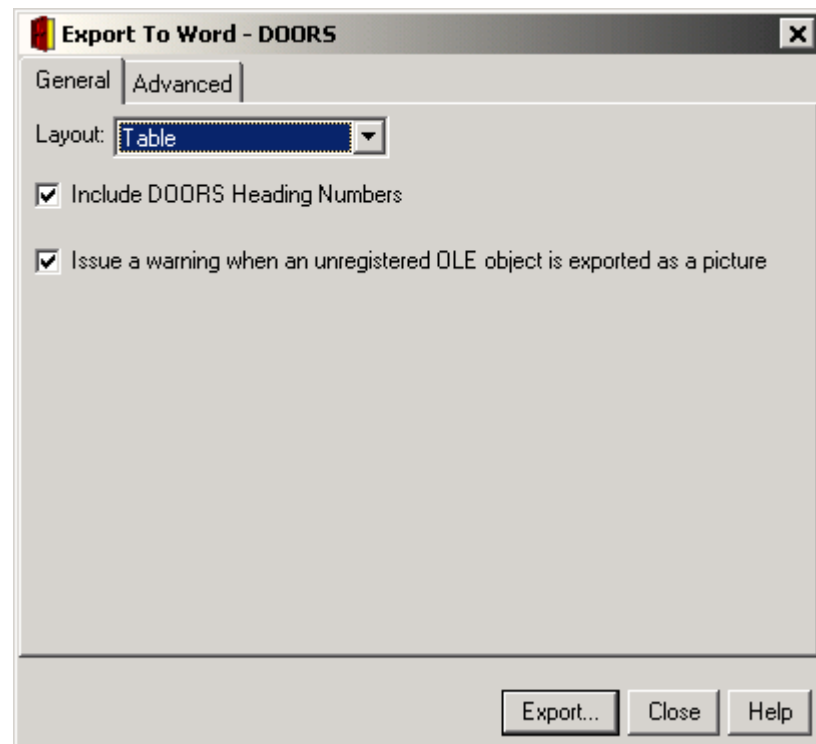 Export To Word - DOORS
General Advanced
Layout: Table
Include DOORS Heading Numbers
Issue a warning when an unregistered OLE object is exported as a picture
Export... Close Help